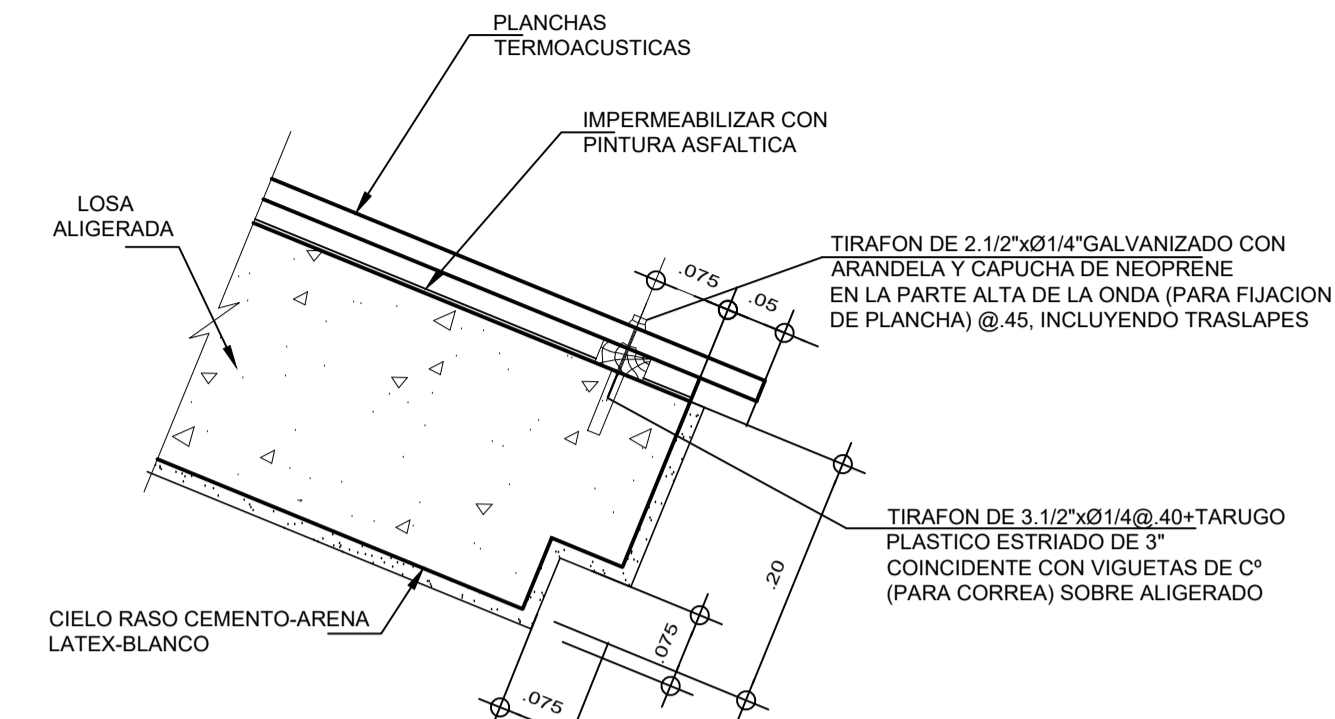 PLANCHAS
TERMOACUSTICAS
IMPERMEABILIZAR CON
PINTURA ASFALTICA
LOSA
ALIGERADA
TIRAFON DE 2.1/2"xØ1/4"GALVANIZADO CON
ARANDELA Y CAPUCHA DE NEOPRENE
EN LA PARTE ALTA DE LA ONDA (PARA FIJACION
DE PLANCHA) @.45, INCLUYENDO TRASLAPES
.075
.05
TIRAFON DE 3.1/2"xØ1/4@.40+TARUGO
PLASTICO ESTRIADO DE 3"
COINCIDENTE CON VIGUETAS DE Cº
(PARA CORREA) SOBRE ALIGERADO
.20
CIELO RASO CEMENTO-ARENA
LATEX-BLANCO
.075
.075